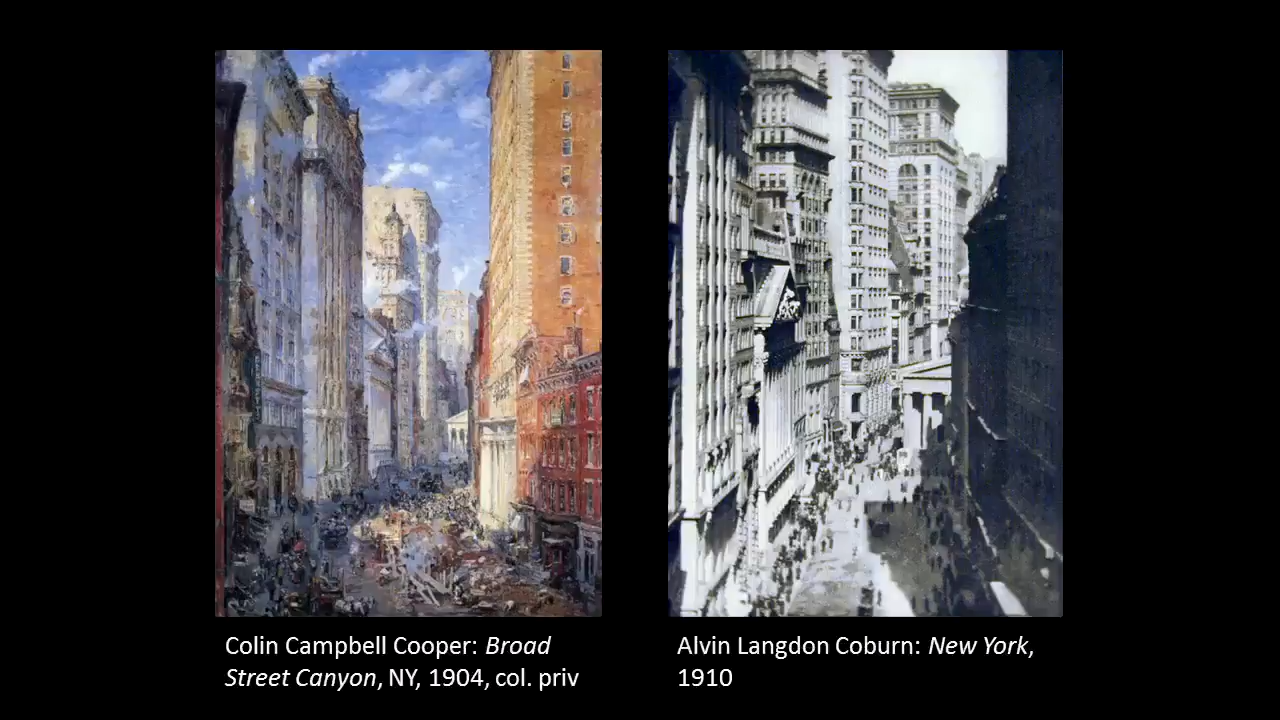 Colin Campbell Cooper: Broad
Street Canyon, NY, 1904, col. priv
Alvin Langdon Coburn: New York,
1910